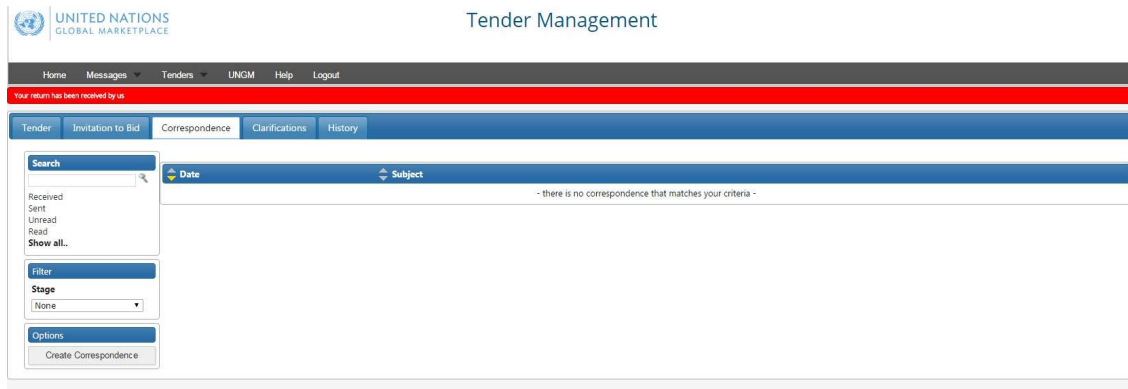 UNITED NATIONS
GLOBAL MARKETPLACE
Tender Management
Home Messages Tenders UNGM Help Logout
Your return has been received by us
Tender Invitation to Bid Correspondence Clarifications History
Search
Date Subject
- there is no correspondence that matches your criteria -
Received
Sent
Unread
Read
Show all..
Filter
Stage
None
Options
Create Correspondence